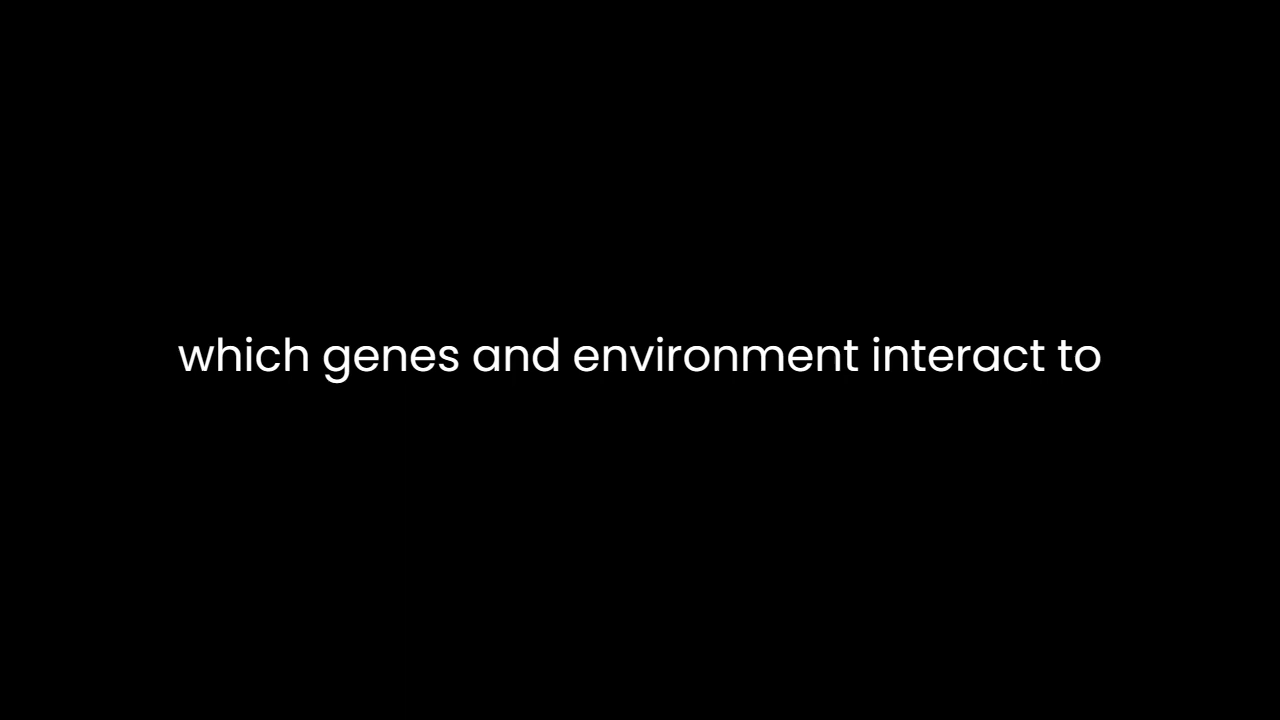 which genes and environment interact to